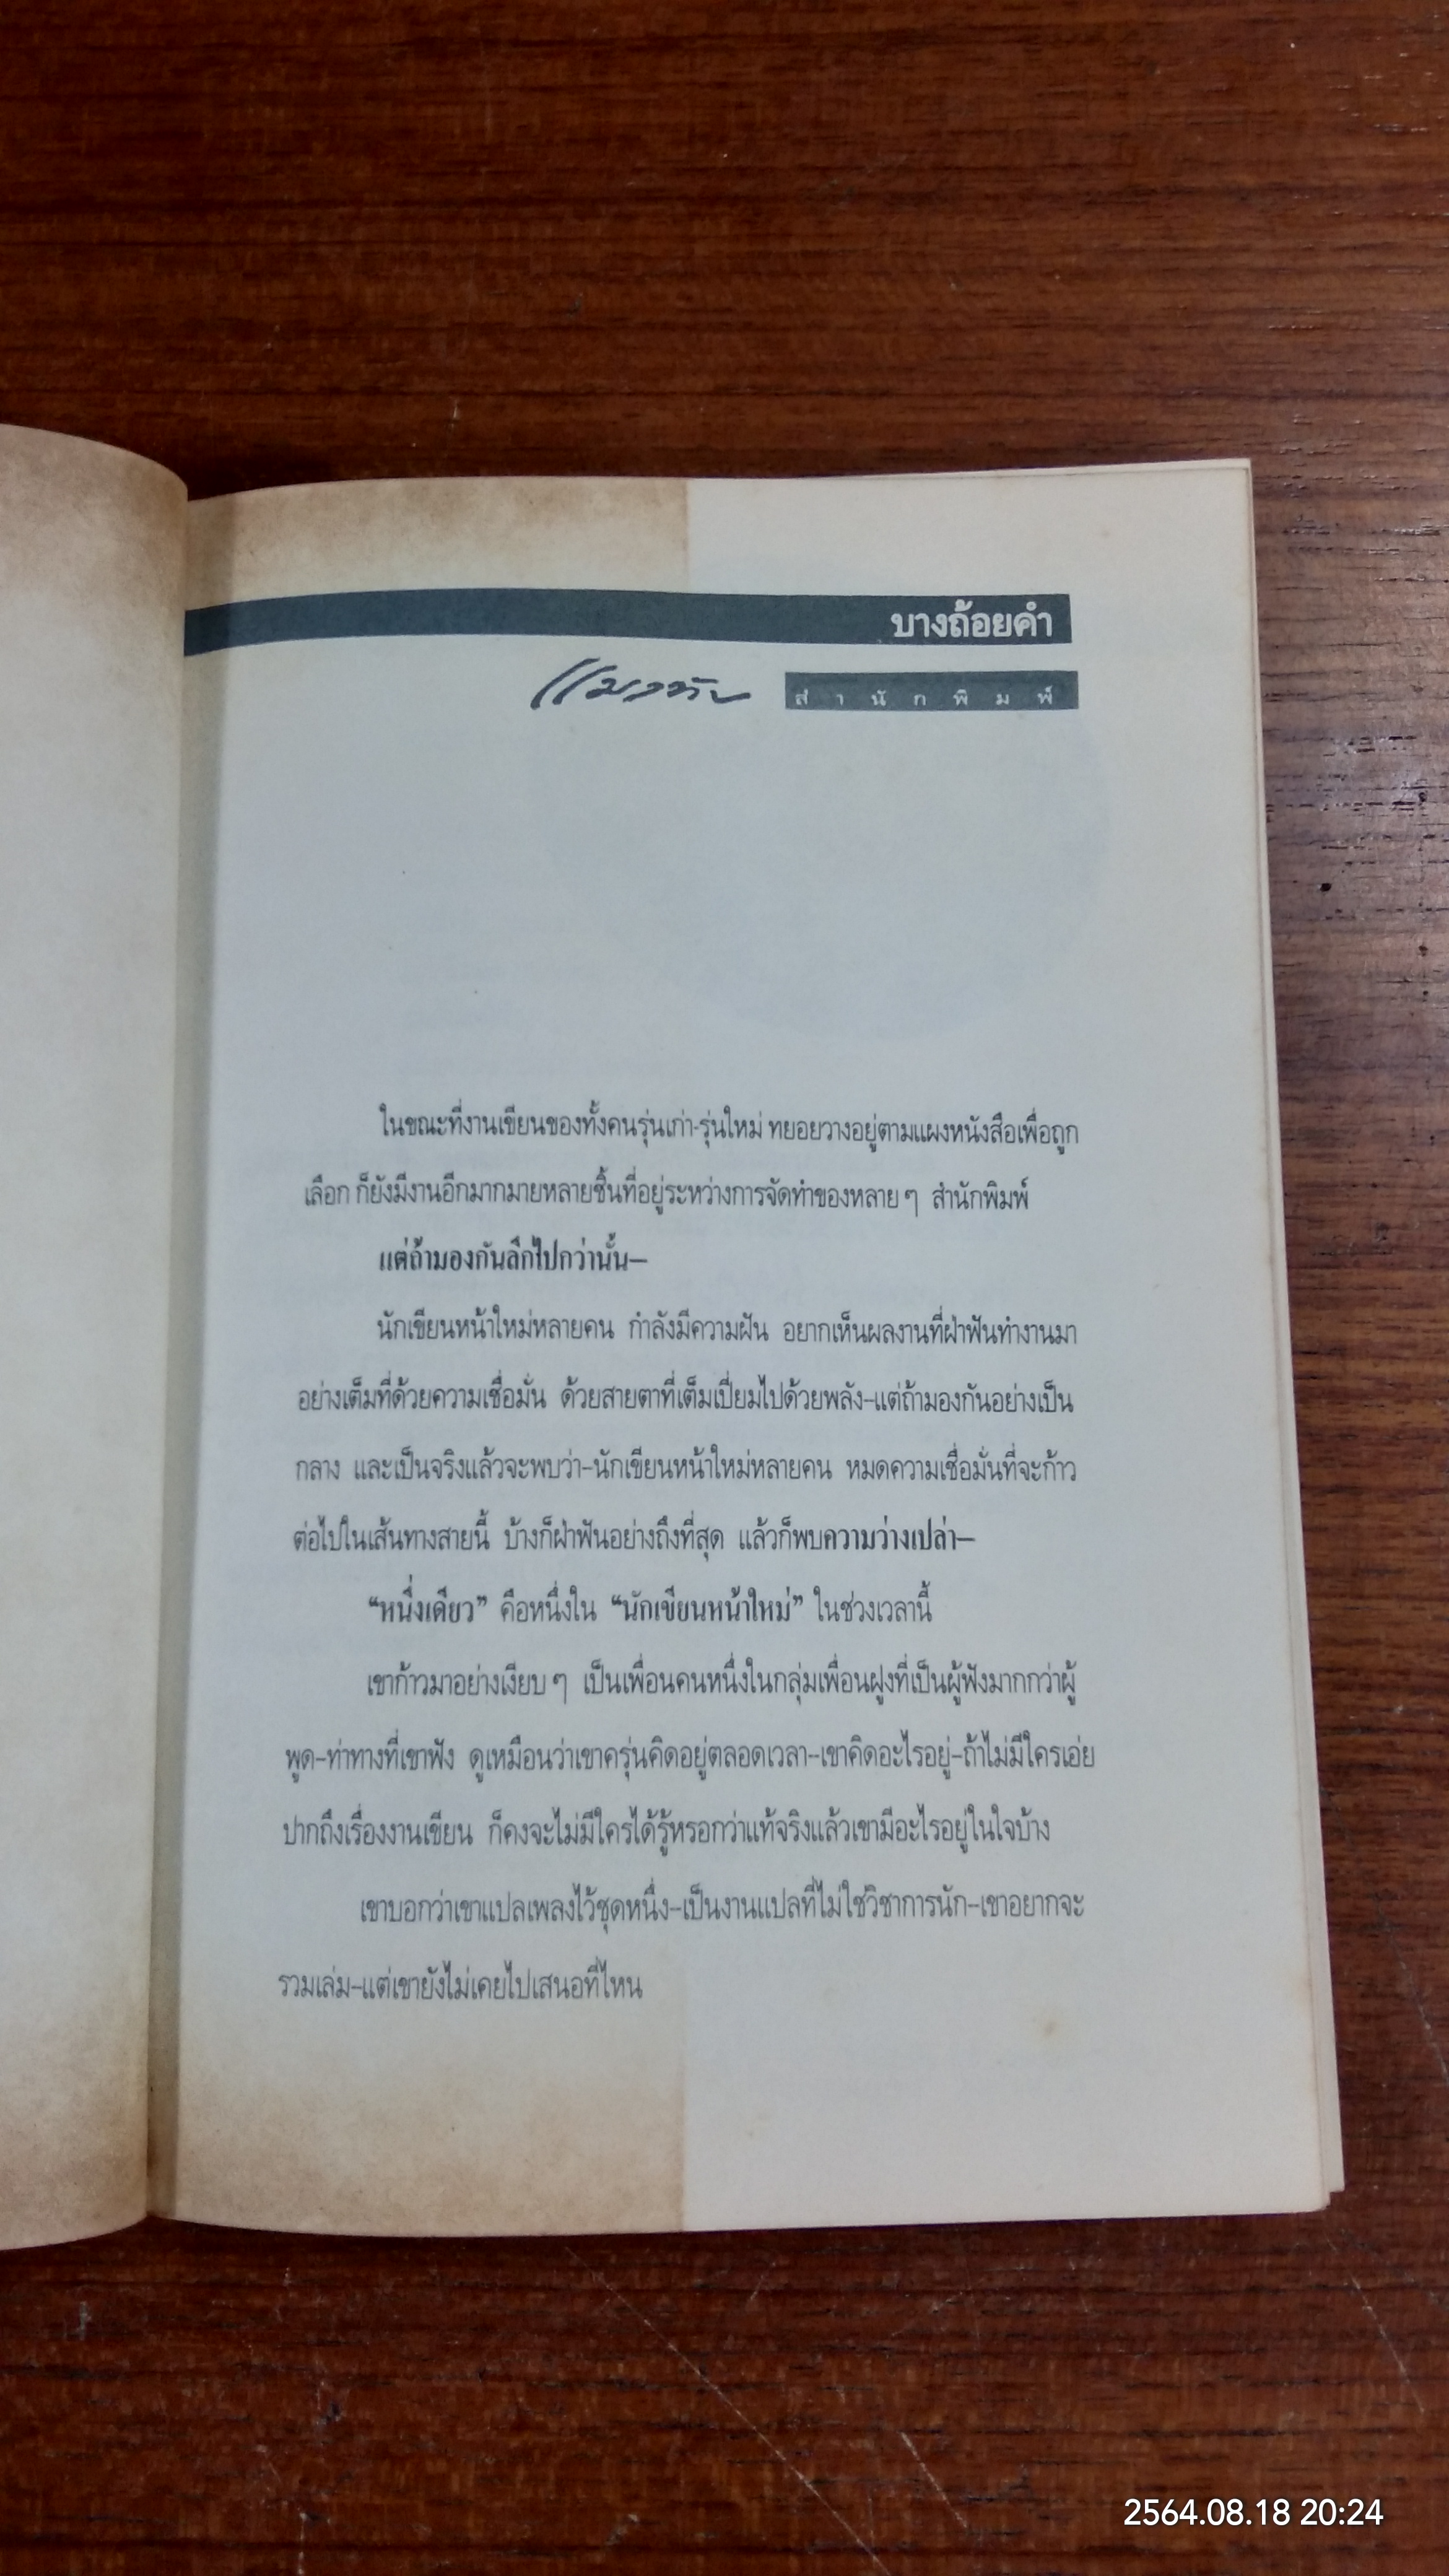 บางถ้อยคำ
แมงทับ สำนักพิมพ์
ในขณะที่งานเขียนของทั้งคนรุ่นเก่า-รุ่นใหม่ ทยอยวางอยู่ตามแผงหนังสือเพื่อถูก
เลือก ก็ยังมีงานอีกมากมายหลายชิ้นที่อยู่ระหว่างการจัดทำของหลาย ๆ สำนักพิมพ์
แต่ถ้ามองกันลึกไปกว่านั้น–
นักเขียนหน้าใหม่หลายคน กำลังมีความฝัน อยากเห็นผลงานที่ฝ่าฟันทำงานมา
อย่างเต็มที่ด้วยความเชื่อมั่น ด้วยสายตาที่เต็มเปี่ยมไปด้วยพลัง–แต่ถ้ามองกันอย่างเป็น
กลาง และเป็นจริงแล้วจะพบว่า–นักเขียนหน้าใหม่หลายคน หมดความเชื่อมั่นที่จะก้าว
ต่อไปในเส้นทางสายนี้ บ้างก็ฝ่าฟันอย่างถึงที่สุด แล้วก็พบความว่างเปล่า–
“หนึ่งเดียว” คือหนึ่งใน “นักเขียนหน้าใหม่” ในช่วงเวลานี้
เขาก้าวมาอย่างเงียบ ๆ เป็นเพื่อนคนหนึ่งในกลุ่มเพื่อนฝูงที่เป็นผู้ฟังมากกว่าผู้
พูด–ท่าทางที่เขาฟัง ดูเหมือนว่าเขาครุ่นคิดอยู่ตลอดเวลา–เขาคิดอะไรอยู่–ถ้าไม่มีใครเอ่ย
ปากถึงเรื่องงานเขียน ก็คงจะไม่มีใครได้รู้หรอกว่าแท้จริงแล้วเขามีอะไรอยู่ในใจบ้าง
เขาบอกว่าเขาแปลเพลงไว้ชุดหนึ่ง–เป็นงานแปลที่ไม่ใช่วิชาการนัก–เขาอยากจะ
รวมเล่ม–แต่เขายังไม่เคยไปเสนอที่ไหน
2564.08.18 20:24